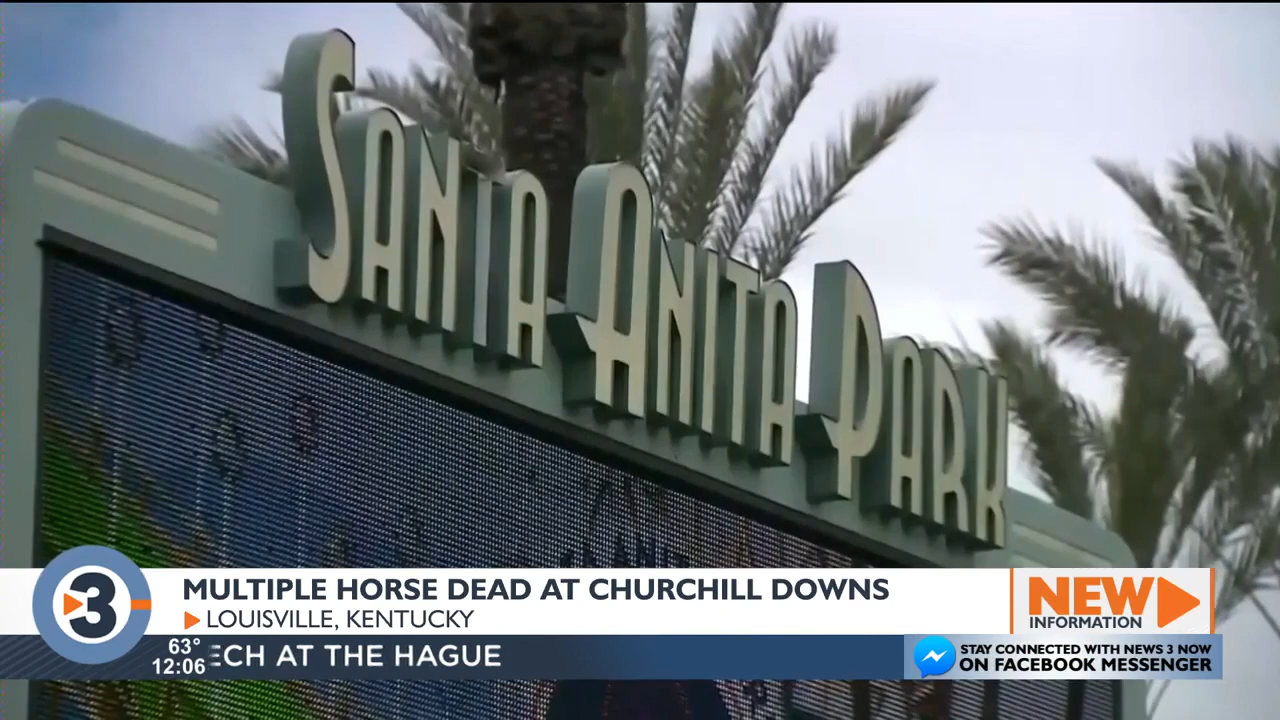 SANTA ANITA PARK
3
MULTIPLE HORSE DEAD AT CHURCHILL DOWNS
LOUISVILLE, KENTUCKY
NEW
INFORMATION
63°
12:06
ECH AT THE HAGUE
STAY CONNECTED WITH NEWS 3 NOW
ON FACEBOOK MESSENGER